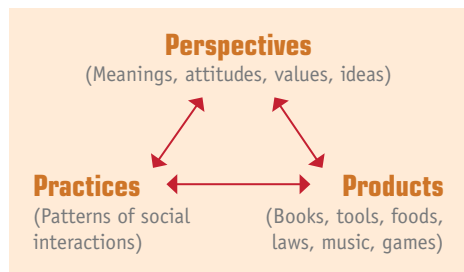 Perspectives
(Meanings, attitudes, values, ideas)
Practices
(Patterns of social
interactions)
Products
(Books, tools, foods,
laws, music, games)